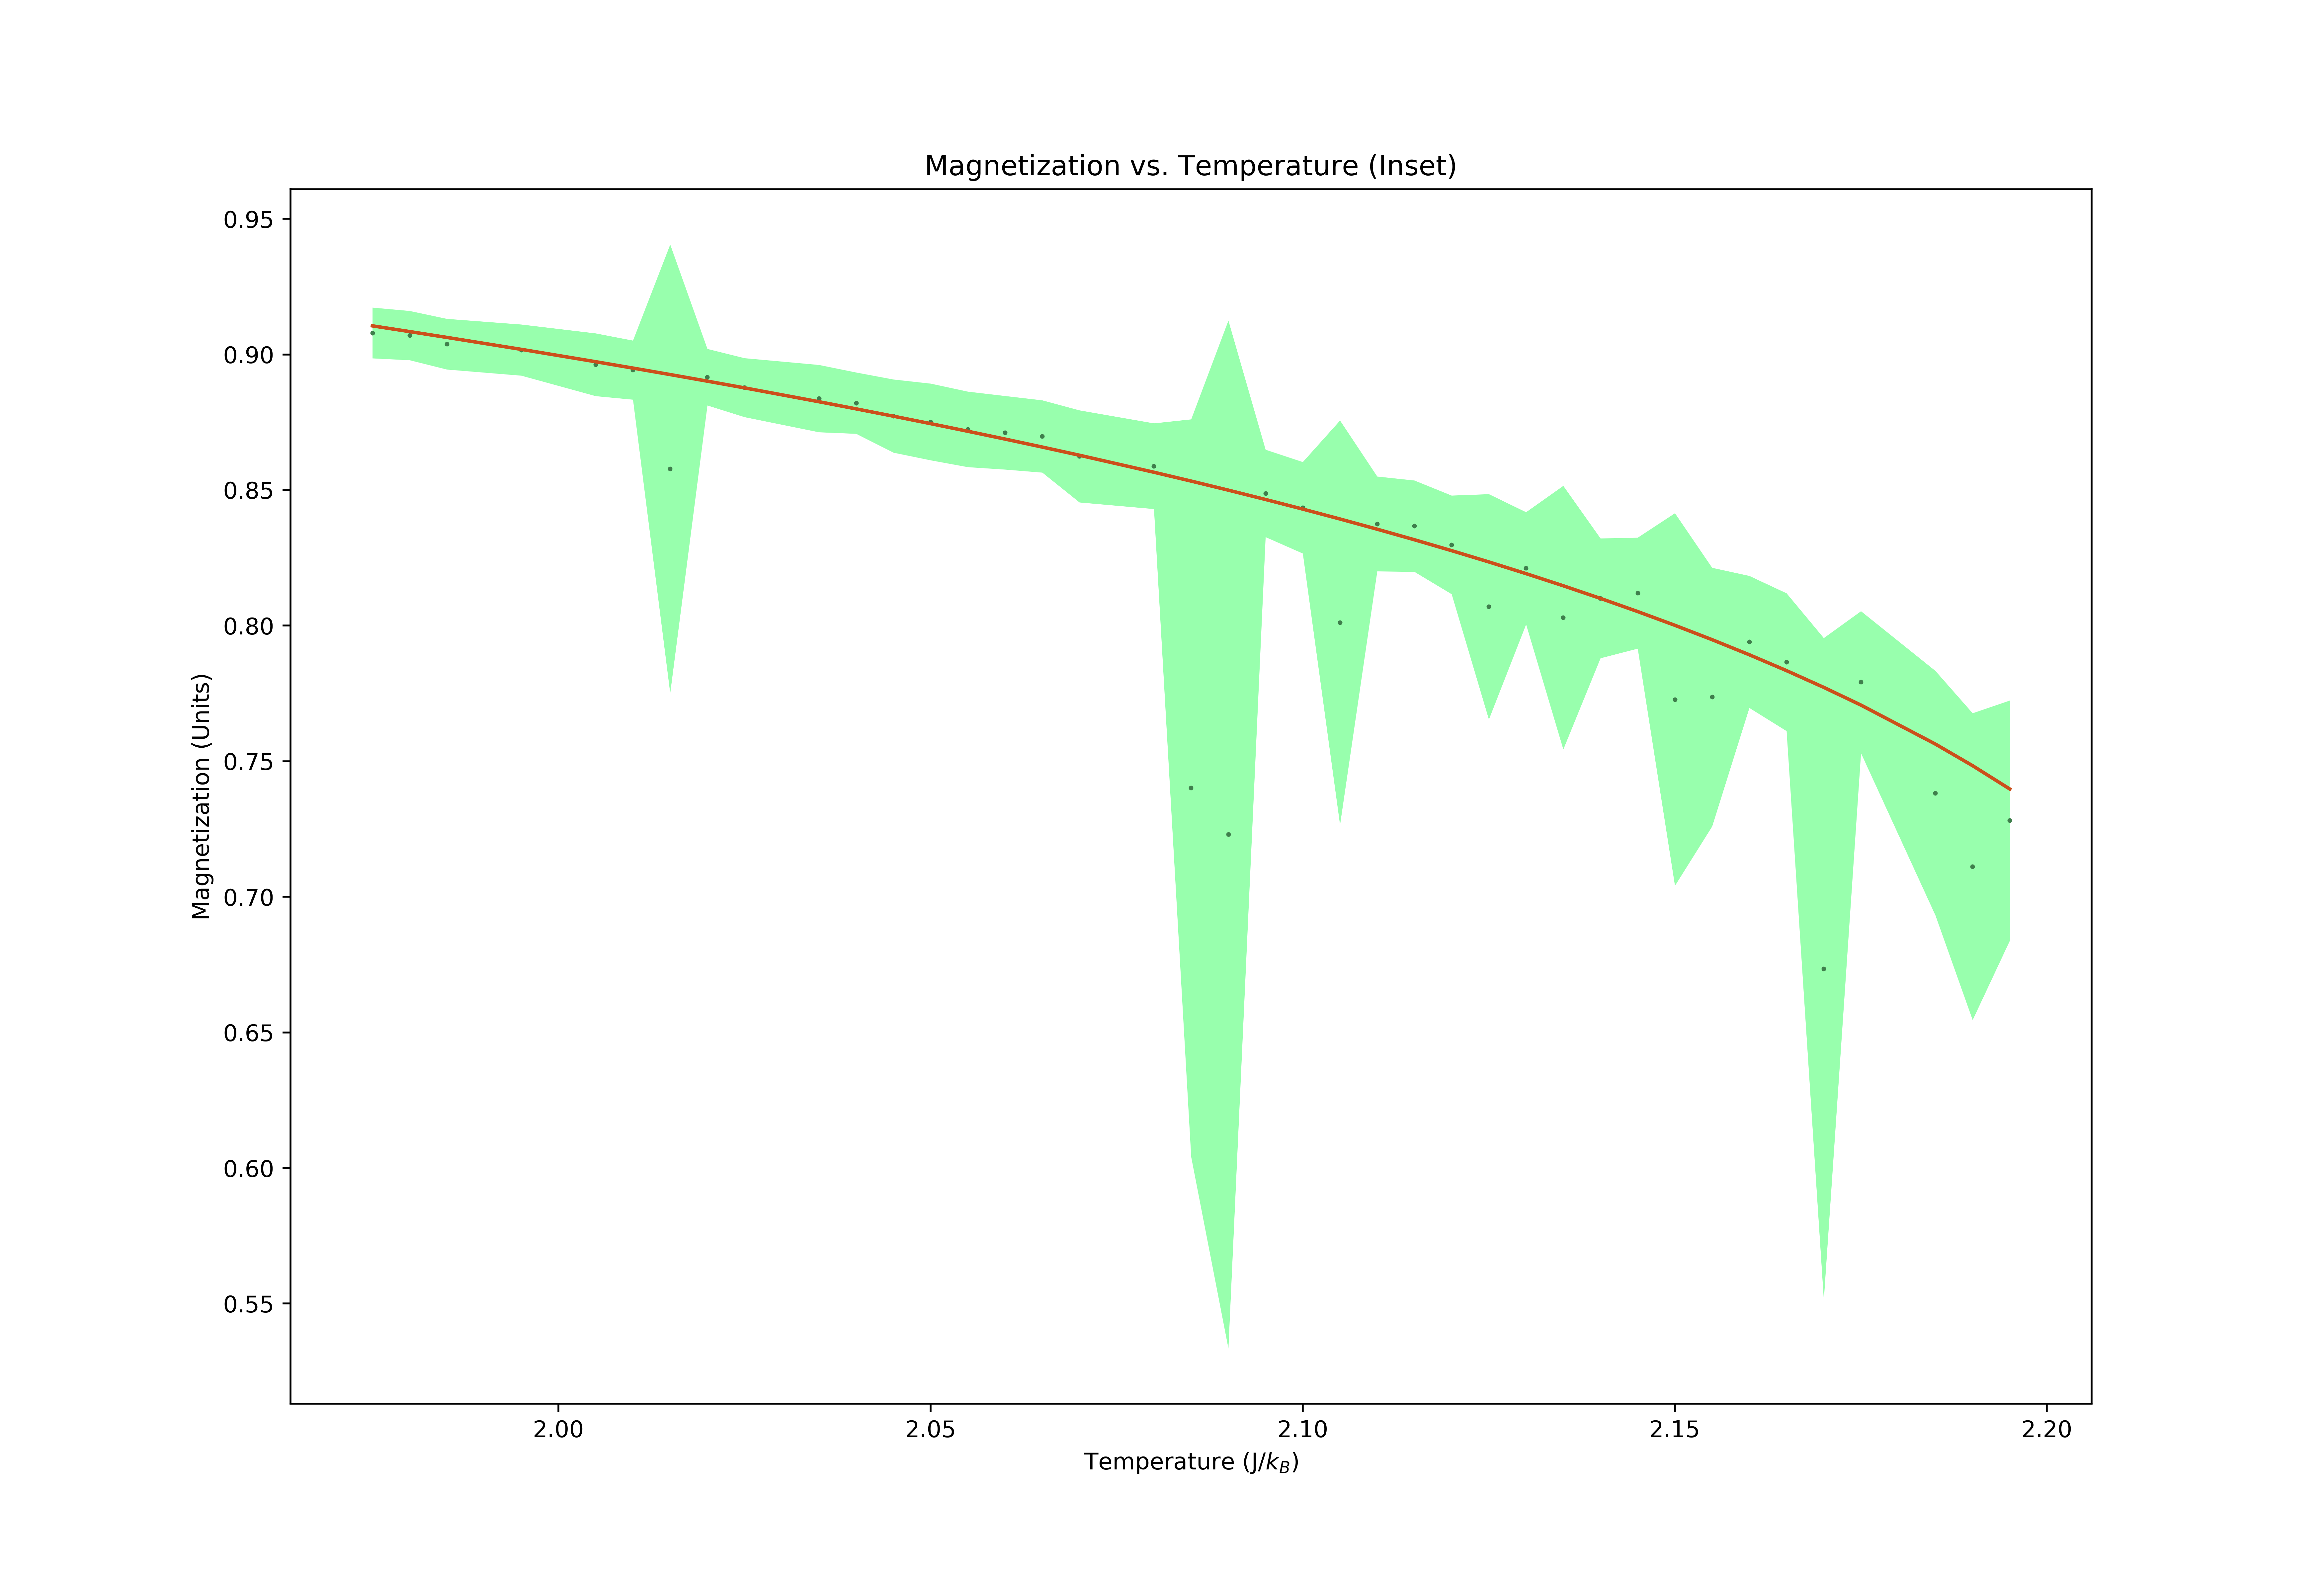 Magnetization vs. Temperature (Inset)
0.95
0.90
0.85
0.80
0.75
0.70
0.65
0.60
0.55
Magnetization (Units)
2.00 2.05 2.10 2.15 2.20
Temperature (J/k_B)